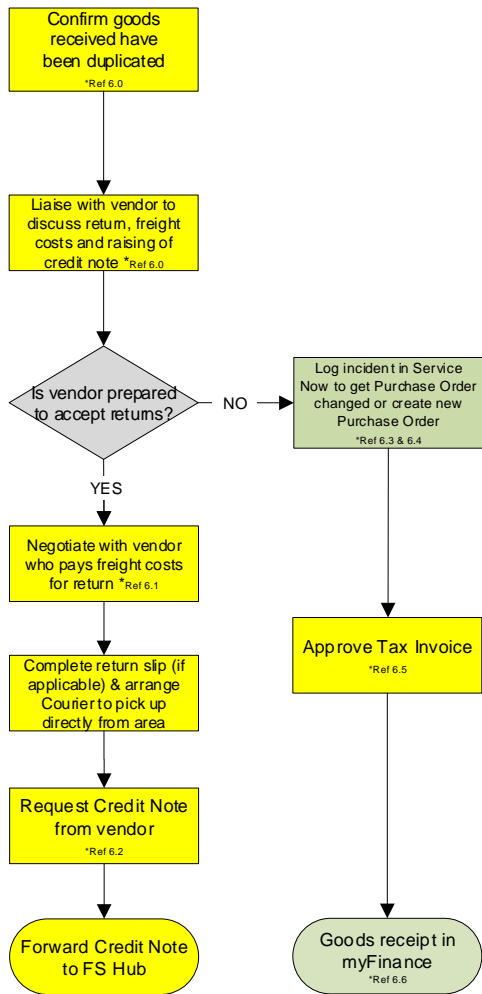 Confirm goods
received have
been duplicated
*Ref 6.0
Liaise with vendor to
discuss return, freight
costs and raising of
credit note *Ref 6.0
Is vendor prepared
to accept returns?
NO
Log incident in Service
Now to get Purchase Order
changed or create new
Purchase Order
*Ref 6.3 & 6.4
YES
Negotiate with vendor
who pays freight costs
for return *Ref 6.1
Approve Tax Invoice
*Ref 6.5
Complete return slip (if
applicable) & arrange
Courier to pick up
directly from area
Request Credit Note
from vendor
*Ref 6.2
Forward Credit Note
to FS Hub
Goods receipt in
myFinance
*Ref 6.6